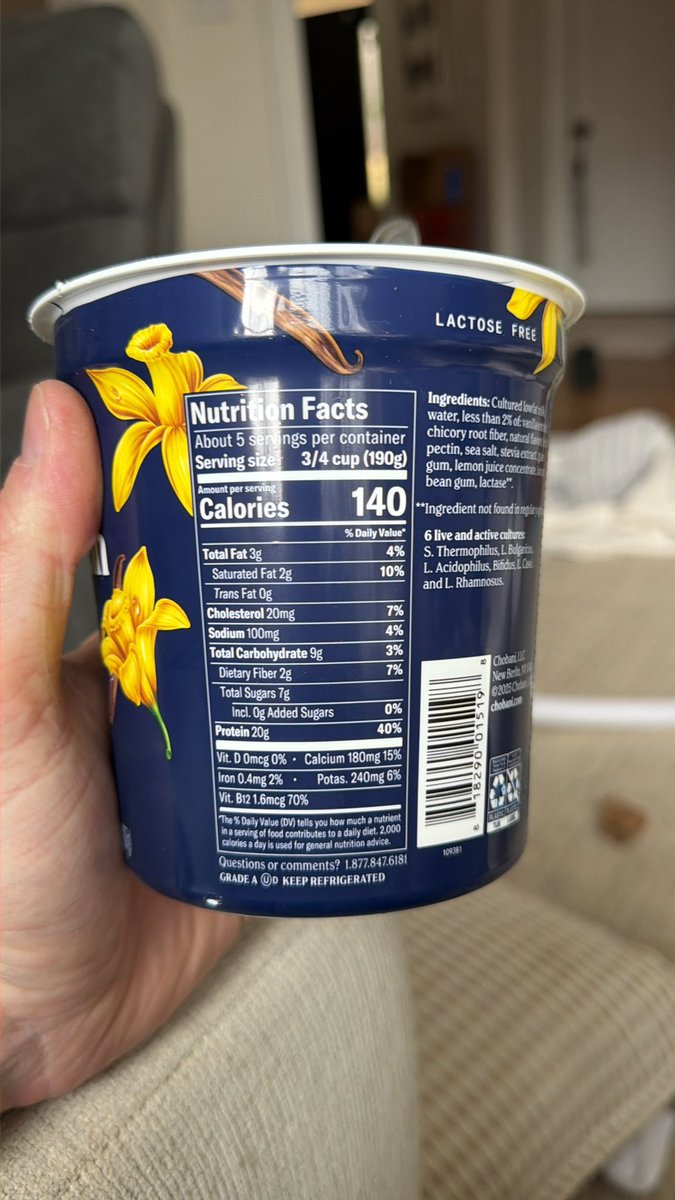 LACTOSE FREE
Nutrition Facts
About 5 servings per container
Serving size 3/4 cup (190g)
Amount per serving
Calories 140
% Daily Value*
Total Fat 3g 4%
Saturated Fat 2g 10%
Trans Fat 0g
Cholesterol 20mg 7%
Sodium 100mg 4%
Total Carbohydrate 9g 3%
Dietary Fiber 2g 7%
Total Sugars 7g
Incl. 0g Added Sugars 0%
Protein 20g 40%
Vit. D 0mcg 0% • Calcium 180mg 15%
Iron 0.4mg 2% • Potas. 240mg 6%
Vit. B12 1.6mcg 70%
*The % Daily Value (DV) tells you how much a nutrient
in a serving of food contributes to a daily diet. 2,000
calories a day is used for general nutrition advice.
Questions or comments? 1.877.847.6181
GRADE A UD KEEP REFRIGERATED
Ingredients: Cultured lowfat
water, less than 2% of: vanilla
chicory root fiber, natural flavors
pectin, sea salt, stevia extract,
gum, lemon juice concentrate,
bean gum, lactase**.
**Ingredient not found in regular
6 live and active cultures:
S. Thermophilus, L. Bulgaricus,
L. Acidophilus, Bifidus, L. Casei,
and L. Rhamnosus.
8 18290 01519 8
109381
Chobani, LLC
New Berlin, NY
©2025 Chobani
chobani.com